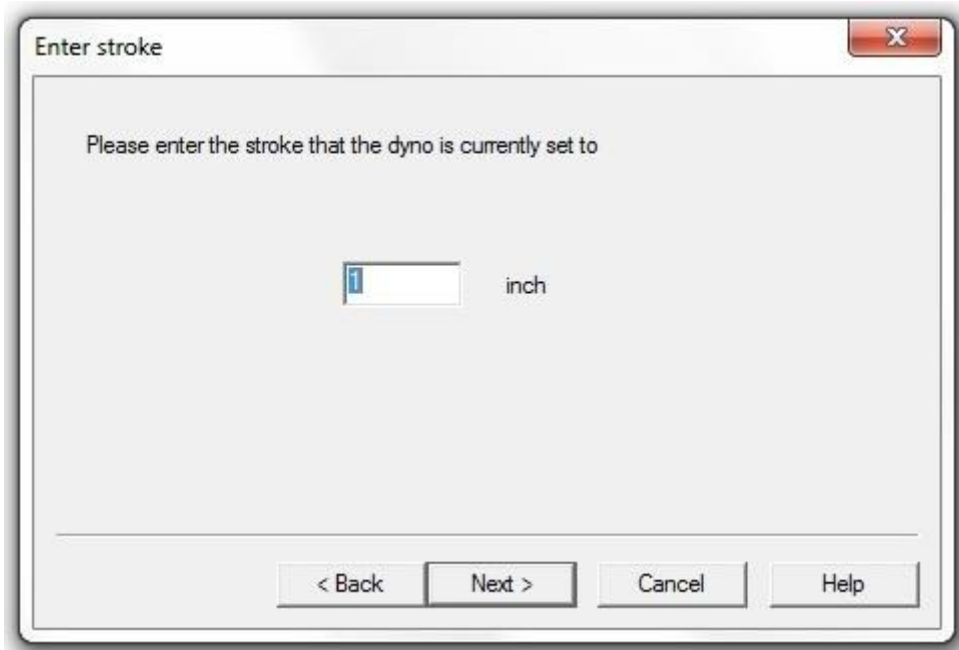 Enter stroke
Please enter the stroke that the dyno is currently set to
1 inch
< Back Next > Cancel Help